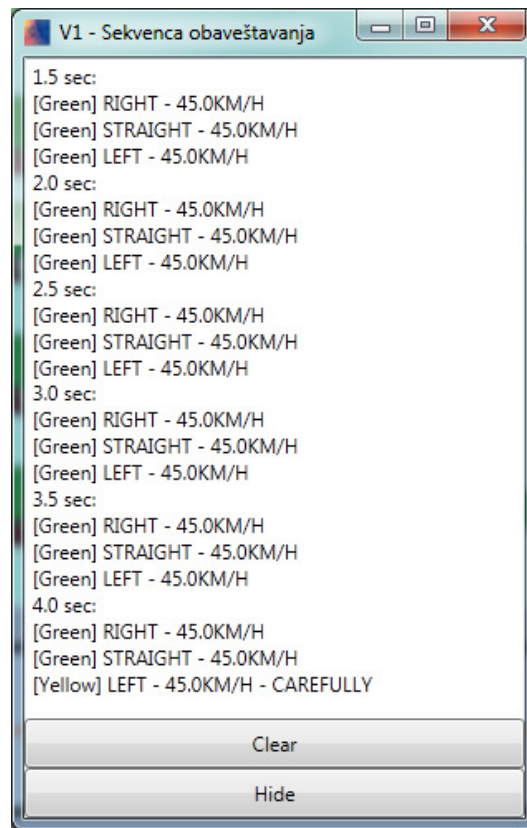 V1 - Sekvenca obaveštavanja
1.5 sec:
[Green] RIGHT - 45.0KM/H
[Green] STRAIGHT - 45.0KM/H
[Green] LEFT - 45.0KM/H
2.0 sec:
[Green] RIGHT - 45.0KM/H
[Green] STRAIGHT - 45.0KM/H
[Green] LEFT - 45.0KM/H
2.5 sec:
[Green] RIGHT - 45.0KM/H
[Green] STRAIGHT - 45.0KM/H
[Green] LEFT - 45.0KM/H
3.0 sec:
[Green] RIGHT - 45.0KM/H
[Green] STRAIGHT - 45.0KM/H
[Green] LEFT - 45.0KM/H
3.5 sec:
[Green] RIGHT - 45.0KM/H
[Green] STRAIGHT - 45.0KM/H
[Green] LEFT - 45.0KM/H
4.0 sec:
[Green] RIGHT - 45.0KM/H
[Green] STRAIGHT - 45.0KM/H
[Yellow] LEFT - 45.0KM/H - CAREFULLY
Clear
Hide